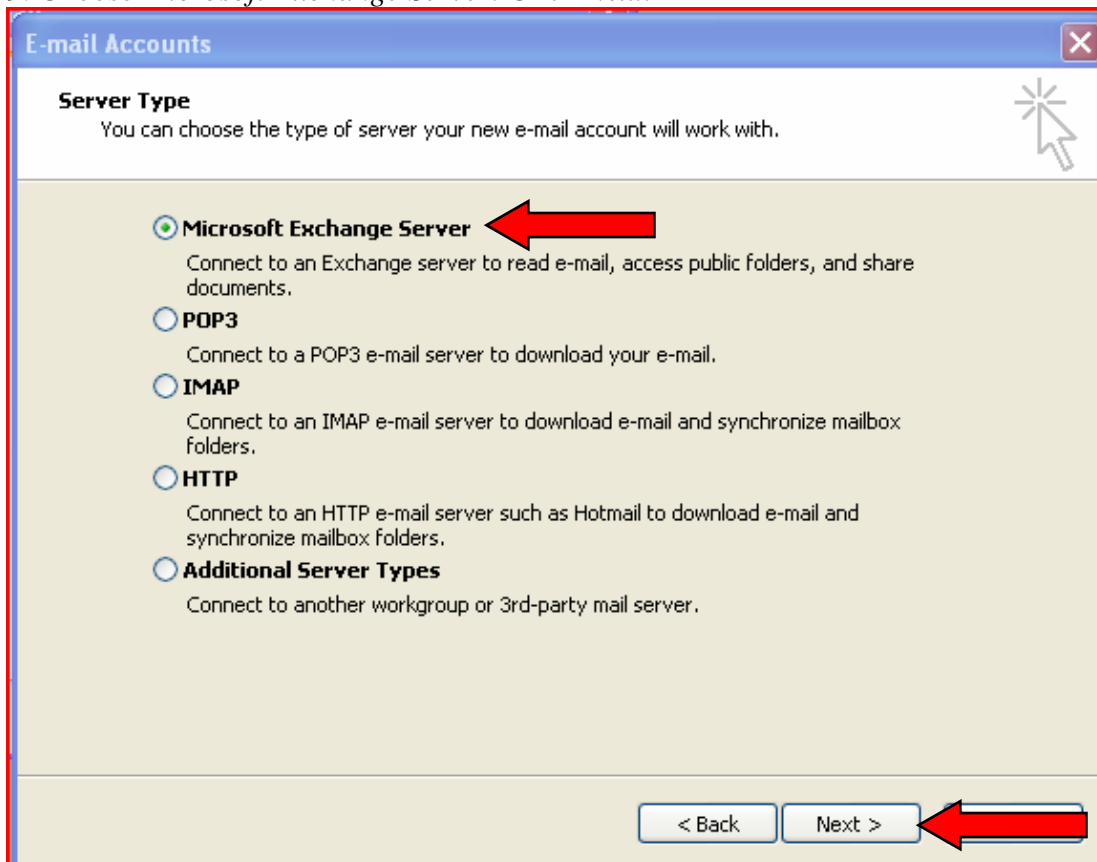 E-mail Accounts
Server Type
You can choose the type of server your new e-mail account will work with.
Microsoft Exchange Server
Connect to an Exchange server to read e-mail, access public folders, and share
documents.
POP3
Connect to a POP3 e-mail server to download your e-mail.
IMAP
Connect to an IMAP e-mail server to download e-mail and synchronize mailbox
folders.
HTTP
Connect to an HTTP e-mail server such as Hotmail to download e-mail and
synchronize mailbox folders.
Additional Server Types
Connect to another workgroup or 3rd-party mail server.
< Back Next >